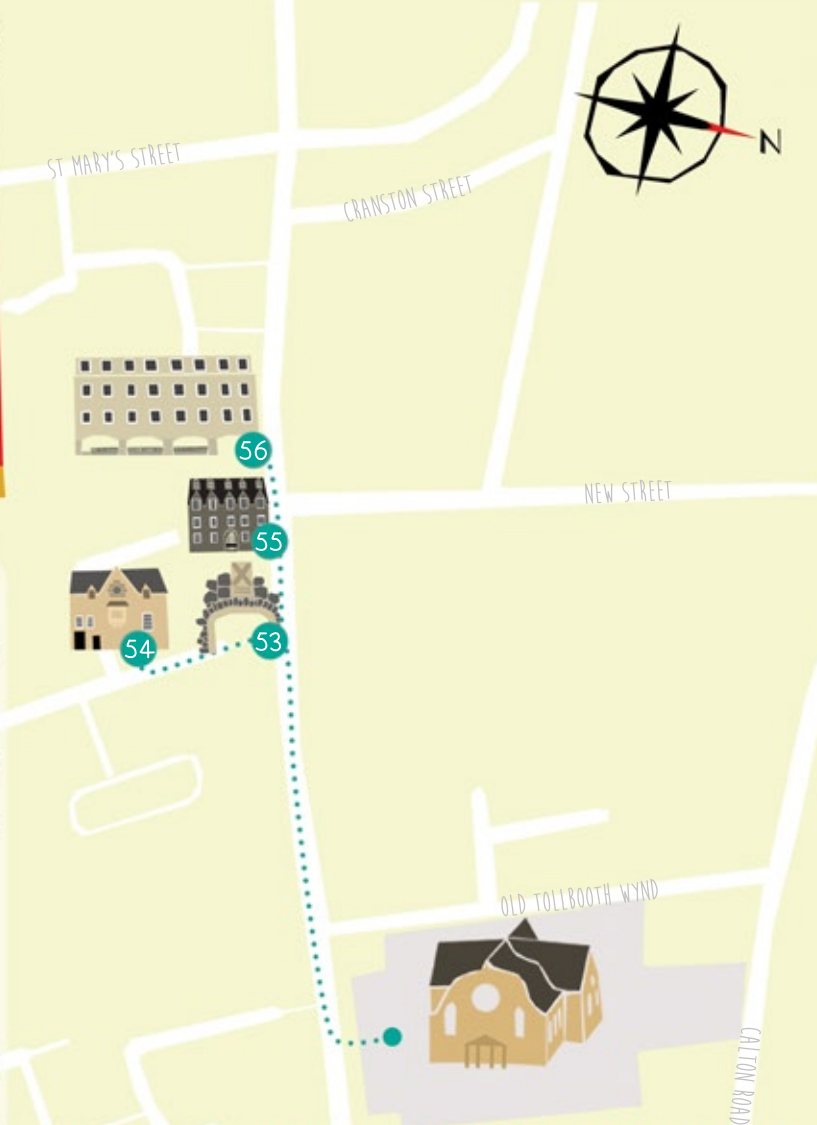 N
ST MARY'S STREET
CRANSTON STREET
56
NEW STREET
55
53
54
OLD TOLLBOOTH WYND
CALTON ROAD